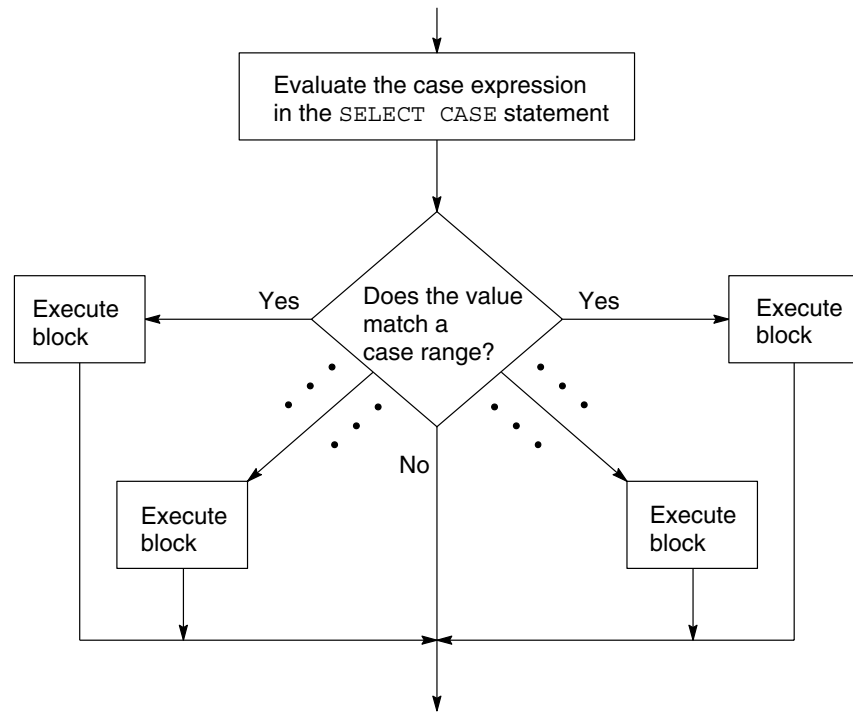 Evaluate the case expression
in the SELECT CASE statement
Does the value
match a
case range?
Yes
Yes
Execute
block
Execute
block
No
Execute
block
Execute
block